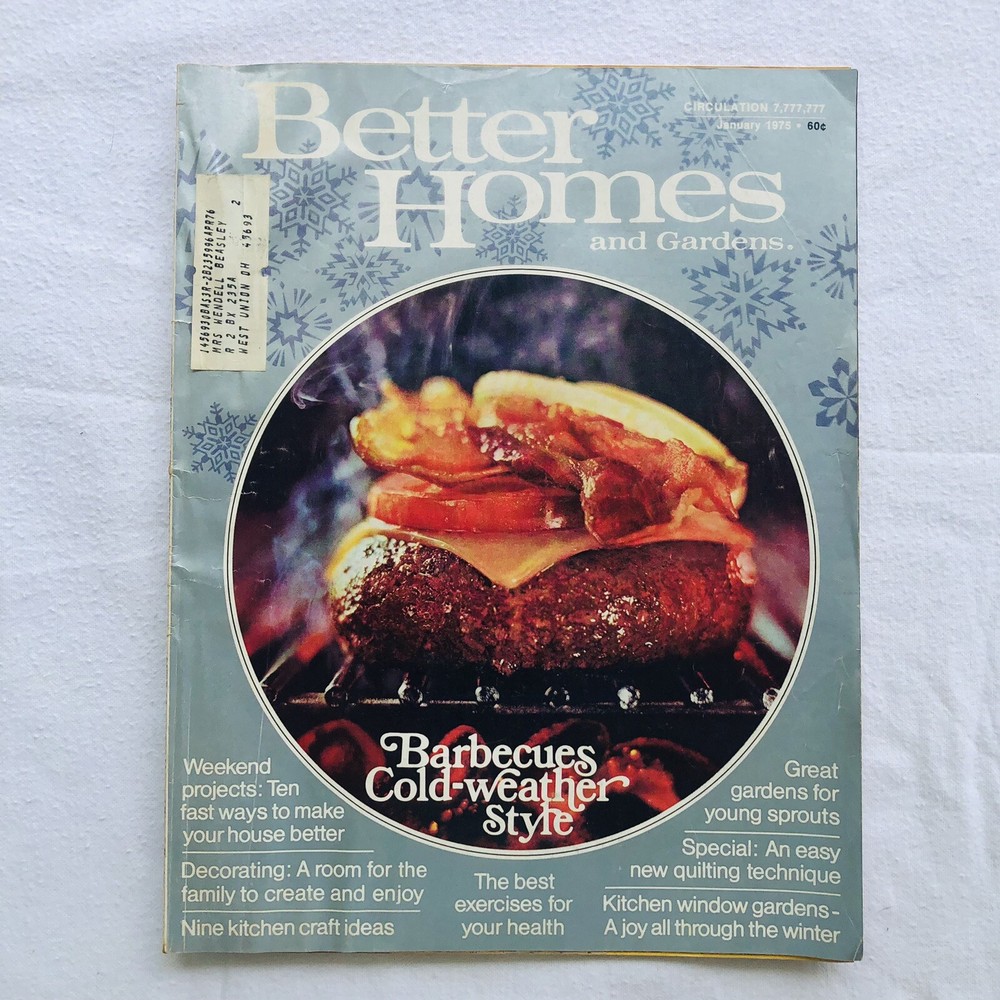 Better
Homes
and Gardens.
CIRCULATION 7,777,777
January 1975 • 60¢
1456930BAS3R-2B235996APR76
MRS WENDELL BEASLEY 2
R 2 BX 235A
WEST UNION OH 45693
Barbecues
Cold-weather
Style
Weekend
projects: Ten
fast ways to make
your house better
Decorating: A room for the
family to create and enjoy
Nine kitchen craft ideas
The best
exercises for
your health
Great
gardens for
young sprouts
Special: An easy
new quilting technique
Kitchen window gardens-
A joy all through the winter